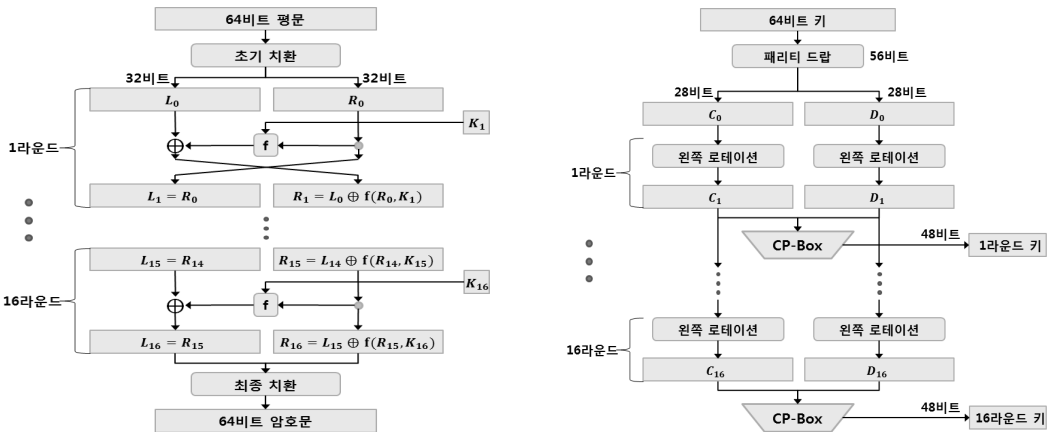 64비트 평문
초기 치환
32비트
32비트
L₀
R₀
K₁
f
1라운드
L₁ = R₀
R₁ = L₀ ⊕ f(R₀, K₁)
L₁₅ = R₁₄
R₁₅ = L₁₄ ⊕ f(R₁₄, K₁₅)
K₁₆
f
16라운드
L₁₆ = R₁₅
R₁₆ = L₁₅ ⊕ f(R₁₅, K₁₆)
최종 치환
64비트 암호문
64비트 키
패리티 드랍
56비트
28비트
28비트
C₀
D₀
왼쪽 로테이션
왼쪽 로테이션
1라운드
C₁
D₁
CP-Box
48비트
1라운드 키
왼쪽 로테이션
왼쪽 로테이션
16라운드
C₁₆
D₁₆
CP-Box
48비트
16라운드 키